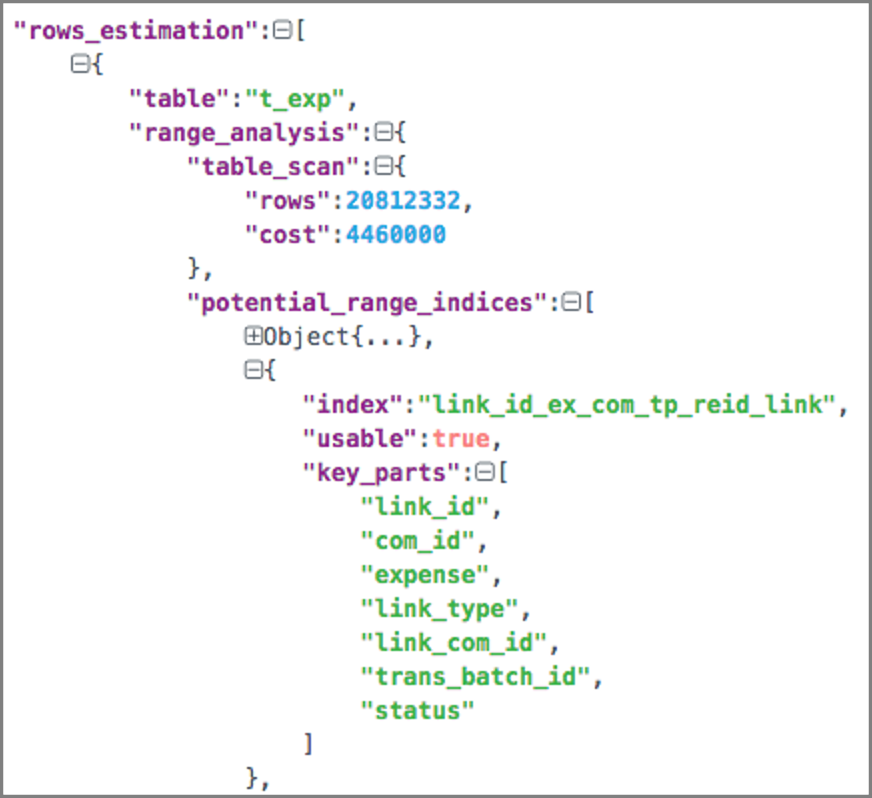 "rows_estimation":[
{
"table":"t_exp",
"range_analysis":{
"table_scan":{
"rows":20812332,
"cost":4460000
},
"potential_range_indices":[
Object{...},
{
"index":"link_id_ex_com_tp_reid_link",
"usable":true,
"key_parts":[
"link_id",
"com_id",
"expense",
"link_type",
"link_com_id",
"trans_batch_id",
"status"
]
},